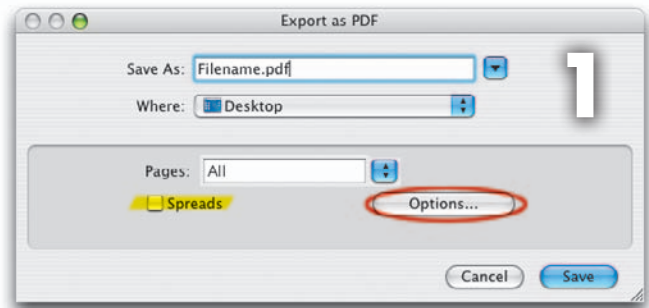 Export as PDF
Save As: Filename.pdf
1
Where: Desktop
Pages: All
Spreads Options...
Cancel Save